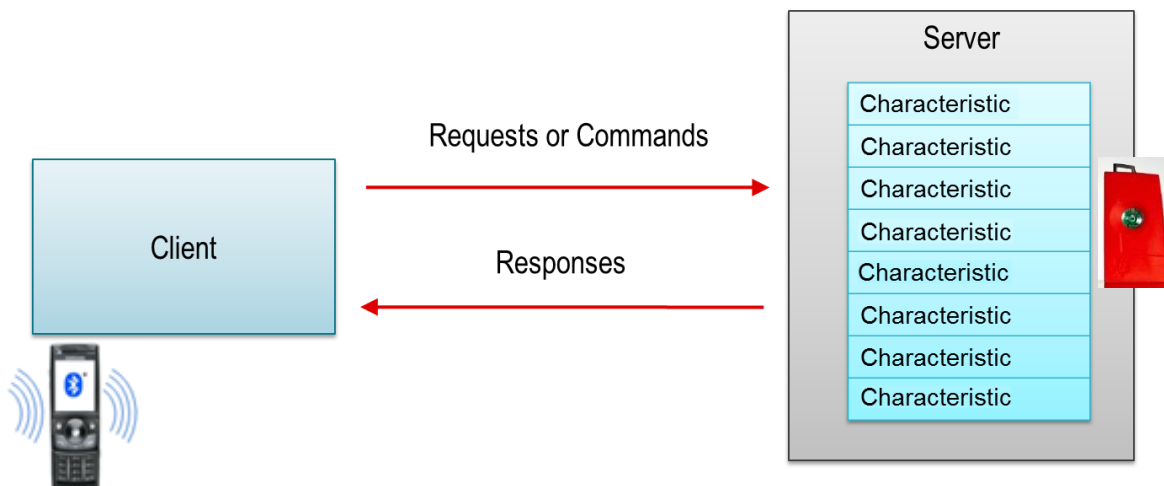 Server
Characteristic
Characteristic
Requests or Commands
Characteristic
Characteristic
Client
Responses
Characteristic
Characteristic
Characteristic
Characteristic